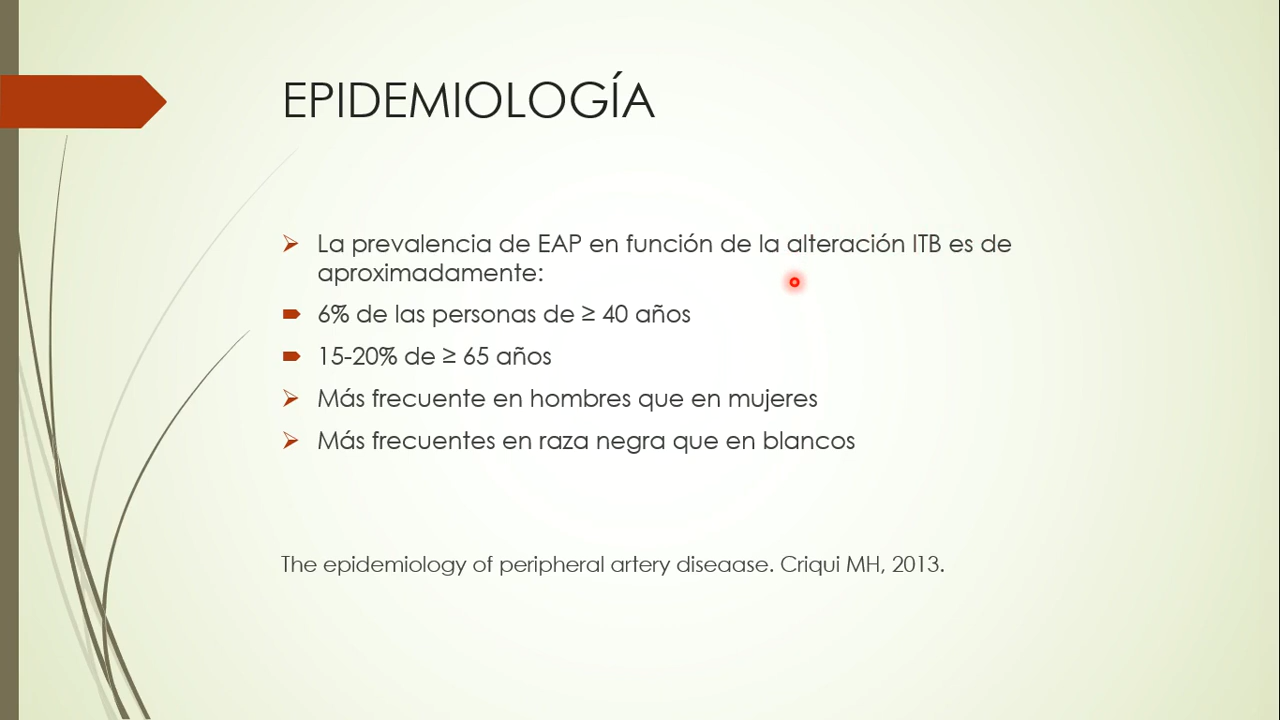 EPIDEMIOLOGÍA
La prevalencia de EAP en función de la alteración ITB es de
aproximadamente:
6% de las personas de ≥ 40 años
15-20% de ≥ 65 años
Más frecuente en hombres que en mujeres
Más frecuentes en raza negra que en blancos
The epidemiology of peripheral artery diseaase. Criqui MH, 2013.